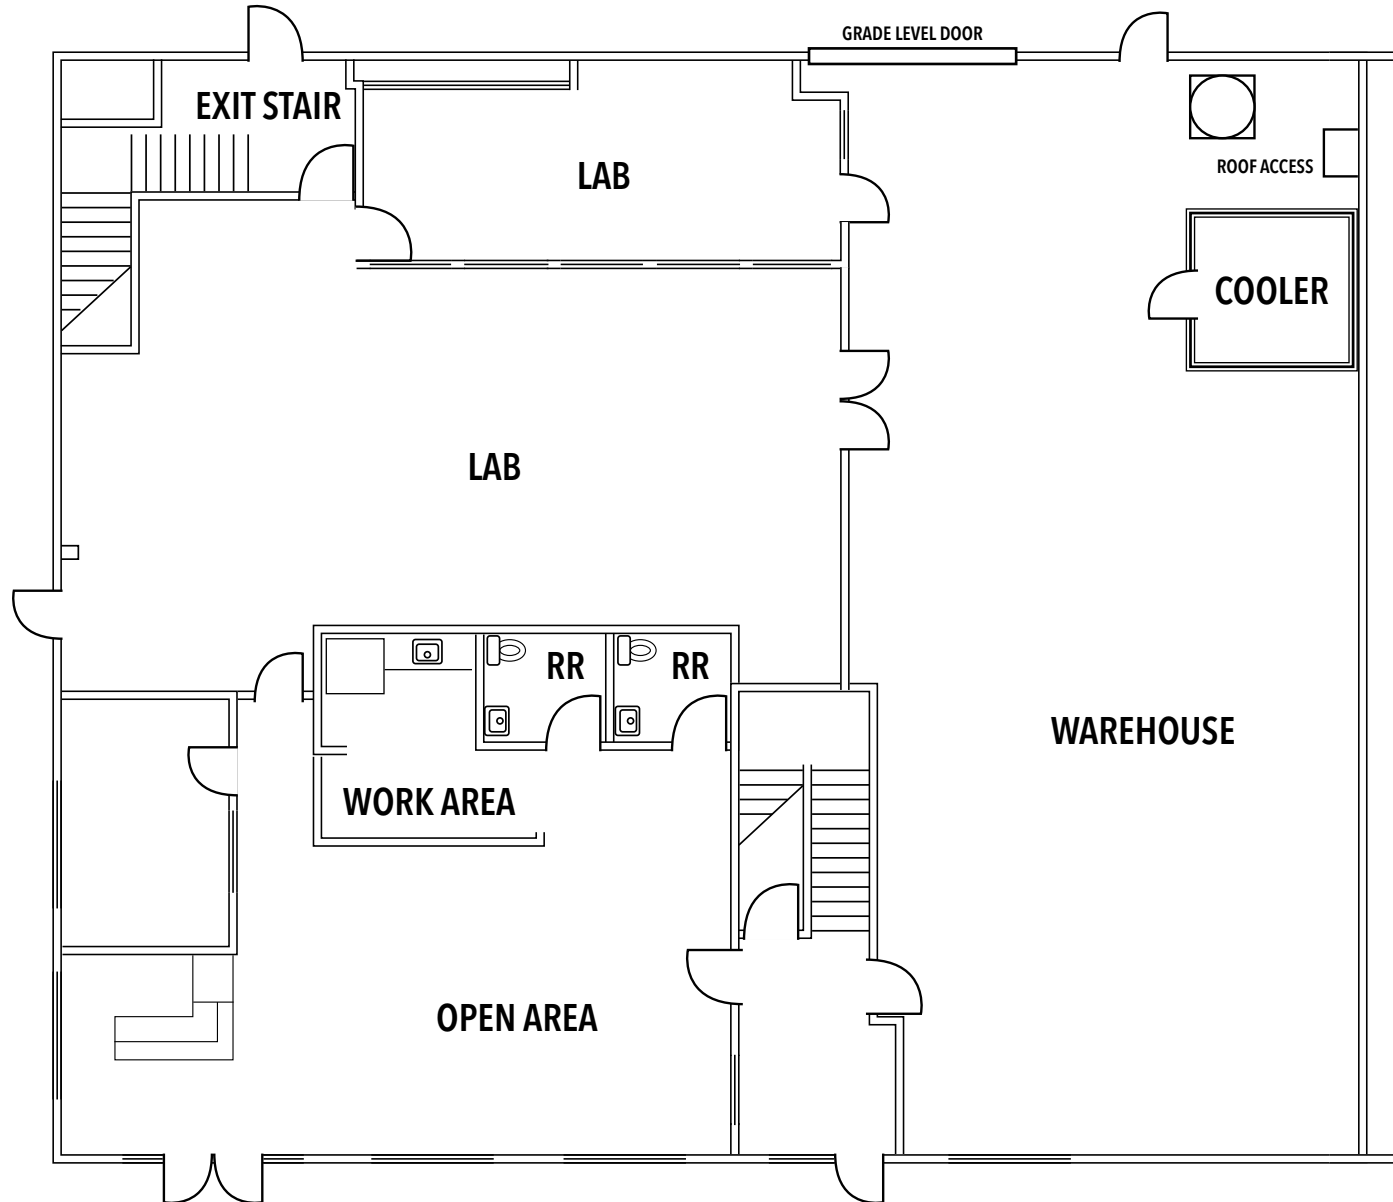 GRADE LEVEL DOOR
EXIT STAIR
LAB
ROOF ACCESS
COOLER
LAB
RR
RR
WAREHOUSE
WORK AREA
OPEN AREA